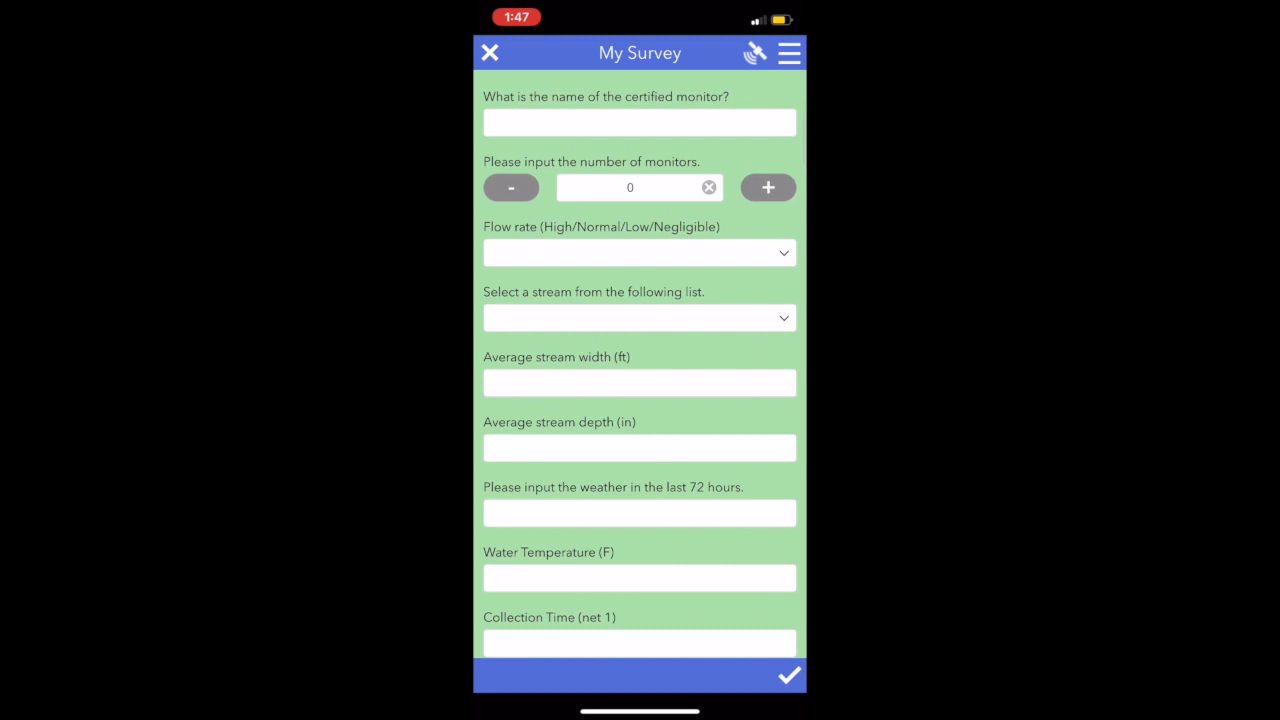 1:47
My Survey
What is the name of the certified monitor?
Please input the number of monitors.
- 0 +
Flow rate (High/Normal/Low/Negligible)
Select a stream from the following list.
Average stream width (ft)
Average stream depth (in)
Please input the weather in the last 72 hours.
Water Temperature (F)
Collection Time (net 1)